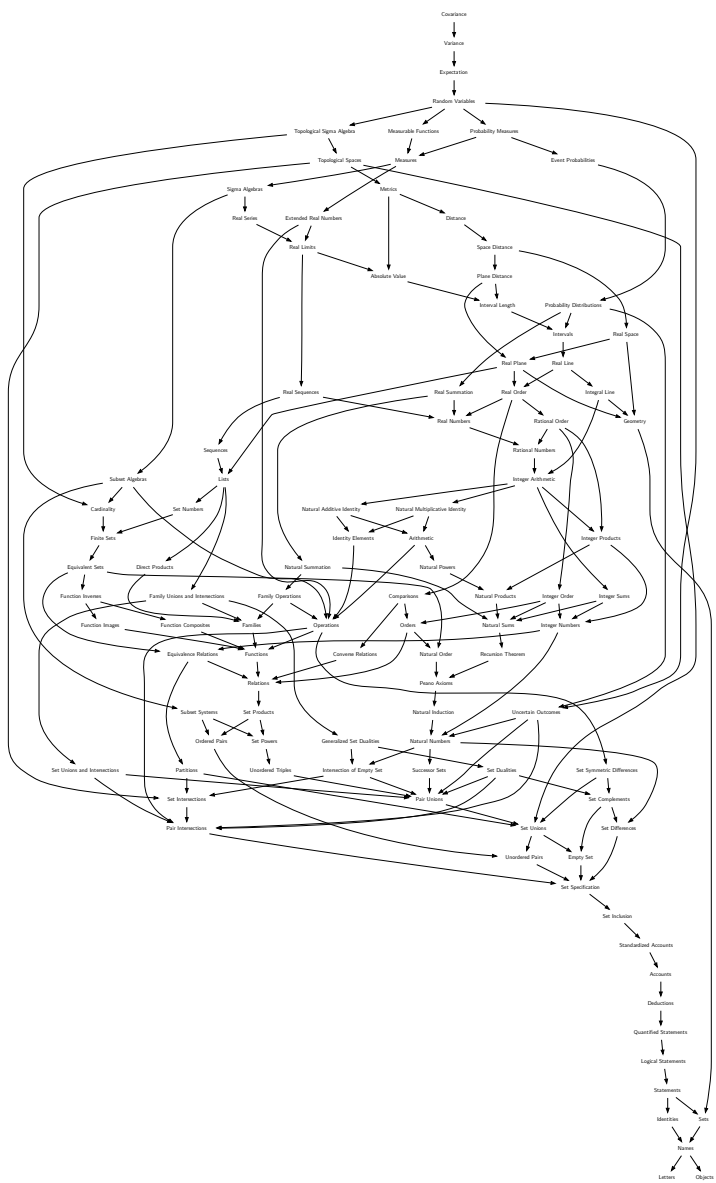 Covariance
Variance
Expectation
Random Variables
Topological Sigma Algebra
Measurable Functions
Probability Measures
Topological Spaces
Measures
Event Probabilities
Sigma Algebras
Metrics
Real Series
Extended Real Numbers
Distance
Real Limits
Space Distance
Absolute Value
Plane Distance
Interval Length
Probability Distributions
Intervals
Real Space
Real Plane
Real Line
Real Sequences
Real Summation
Real Order
Integral Line
Real Numbers
Rational Order
Geometry
Sequences
Rational Numbers
Subset Algebras
Lists
Integer Arithmetic
Cardinality
Set Numbers
Natural Additive Identity
Natural Multiplicative Identity
Finite Sets
Identity Elements
Arithmetic
Integer Products
Equivalent Sets
Direct Products
Natural Summation
Natural Powers
Function Inverses
Family Unions and Intersections
Family Operations
Comparisons
Natural Products
Integer Order
Integer Sums
Function Images
Function Composites
Families
Operations
Orders
Natural Sums
Integer Numbers
Equivalence Relations
Functions
Converse Relations
Natural Order
Recursion Theorem
Relations
Peano Axioms
Subset Systems
Set Products
Natural Induction
Uncertain Outcomes
Ordered Pairs
Set Powers
Generalized Set Dualities
Natural Numbers
Set Unions and Intersections
Partitions
Unordered Triples
Intersection of Empty Set
Successor Sets
Set Dualities
Set Symmetric Differences
Set Intersections
Pair Unions
Set Complements
Pair Intersections
Set Unions
Set Differences
Unordered Pairs
Empty Set
Set Specification
Set Inclusion
Standardized Accounts
Accounts
Deductions
Quantified Statements
Logical Statements
Statements
Identities
Sets
Names
Letters
Objects